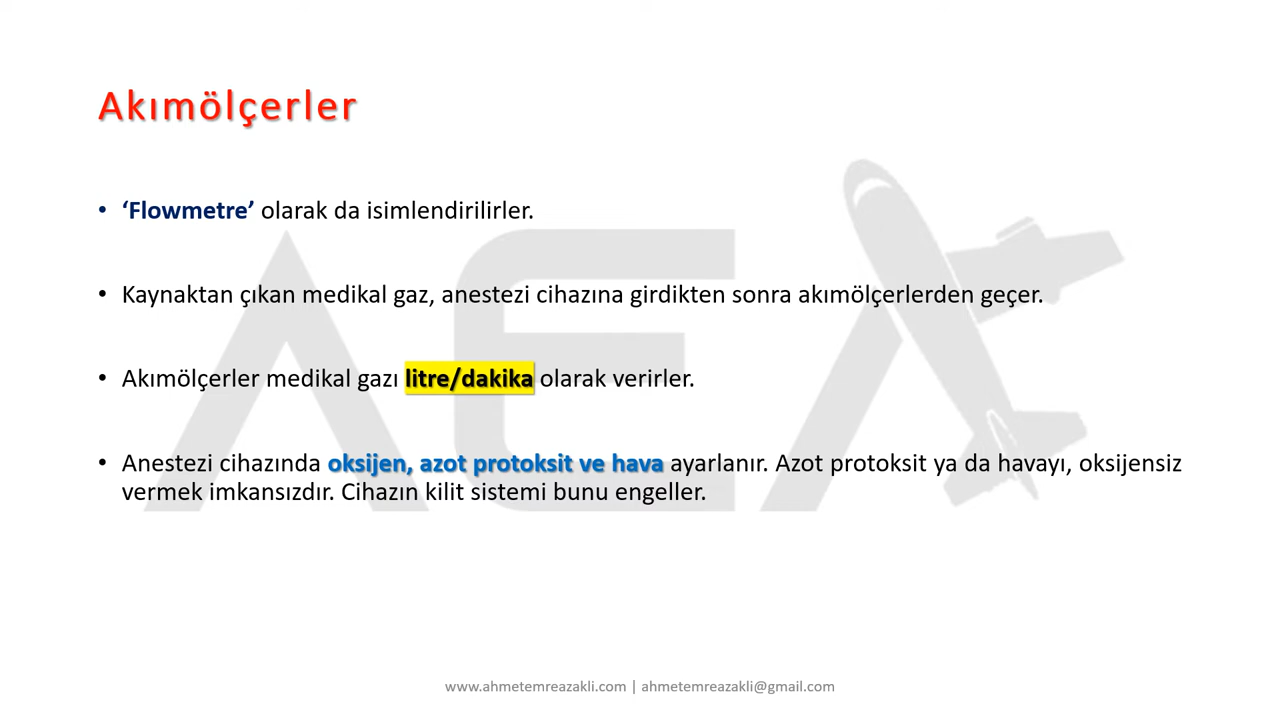 Akımölçerler
• ‘Flowmetre’ olarak da isimlendirilirler.
• Kaynaktan çıkan medikal gaz, anestezi cihazına girdikten sonra akımölçerlerden geçer.
• Akımölçerler medikal gazı litre/dakika olarak verirler.
• Anestezi cihazında oksijen, azot protoksit ve hava ayarlanır. Azot protoksit ya da havayı, oksijensiz
vermek imkansızdır. Cihazın kilit sistemi bunu engeller.
AEA
www.ahmetemreazakli.com | ahmetemreazakli@gmail.com